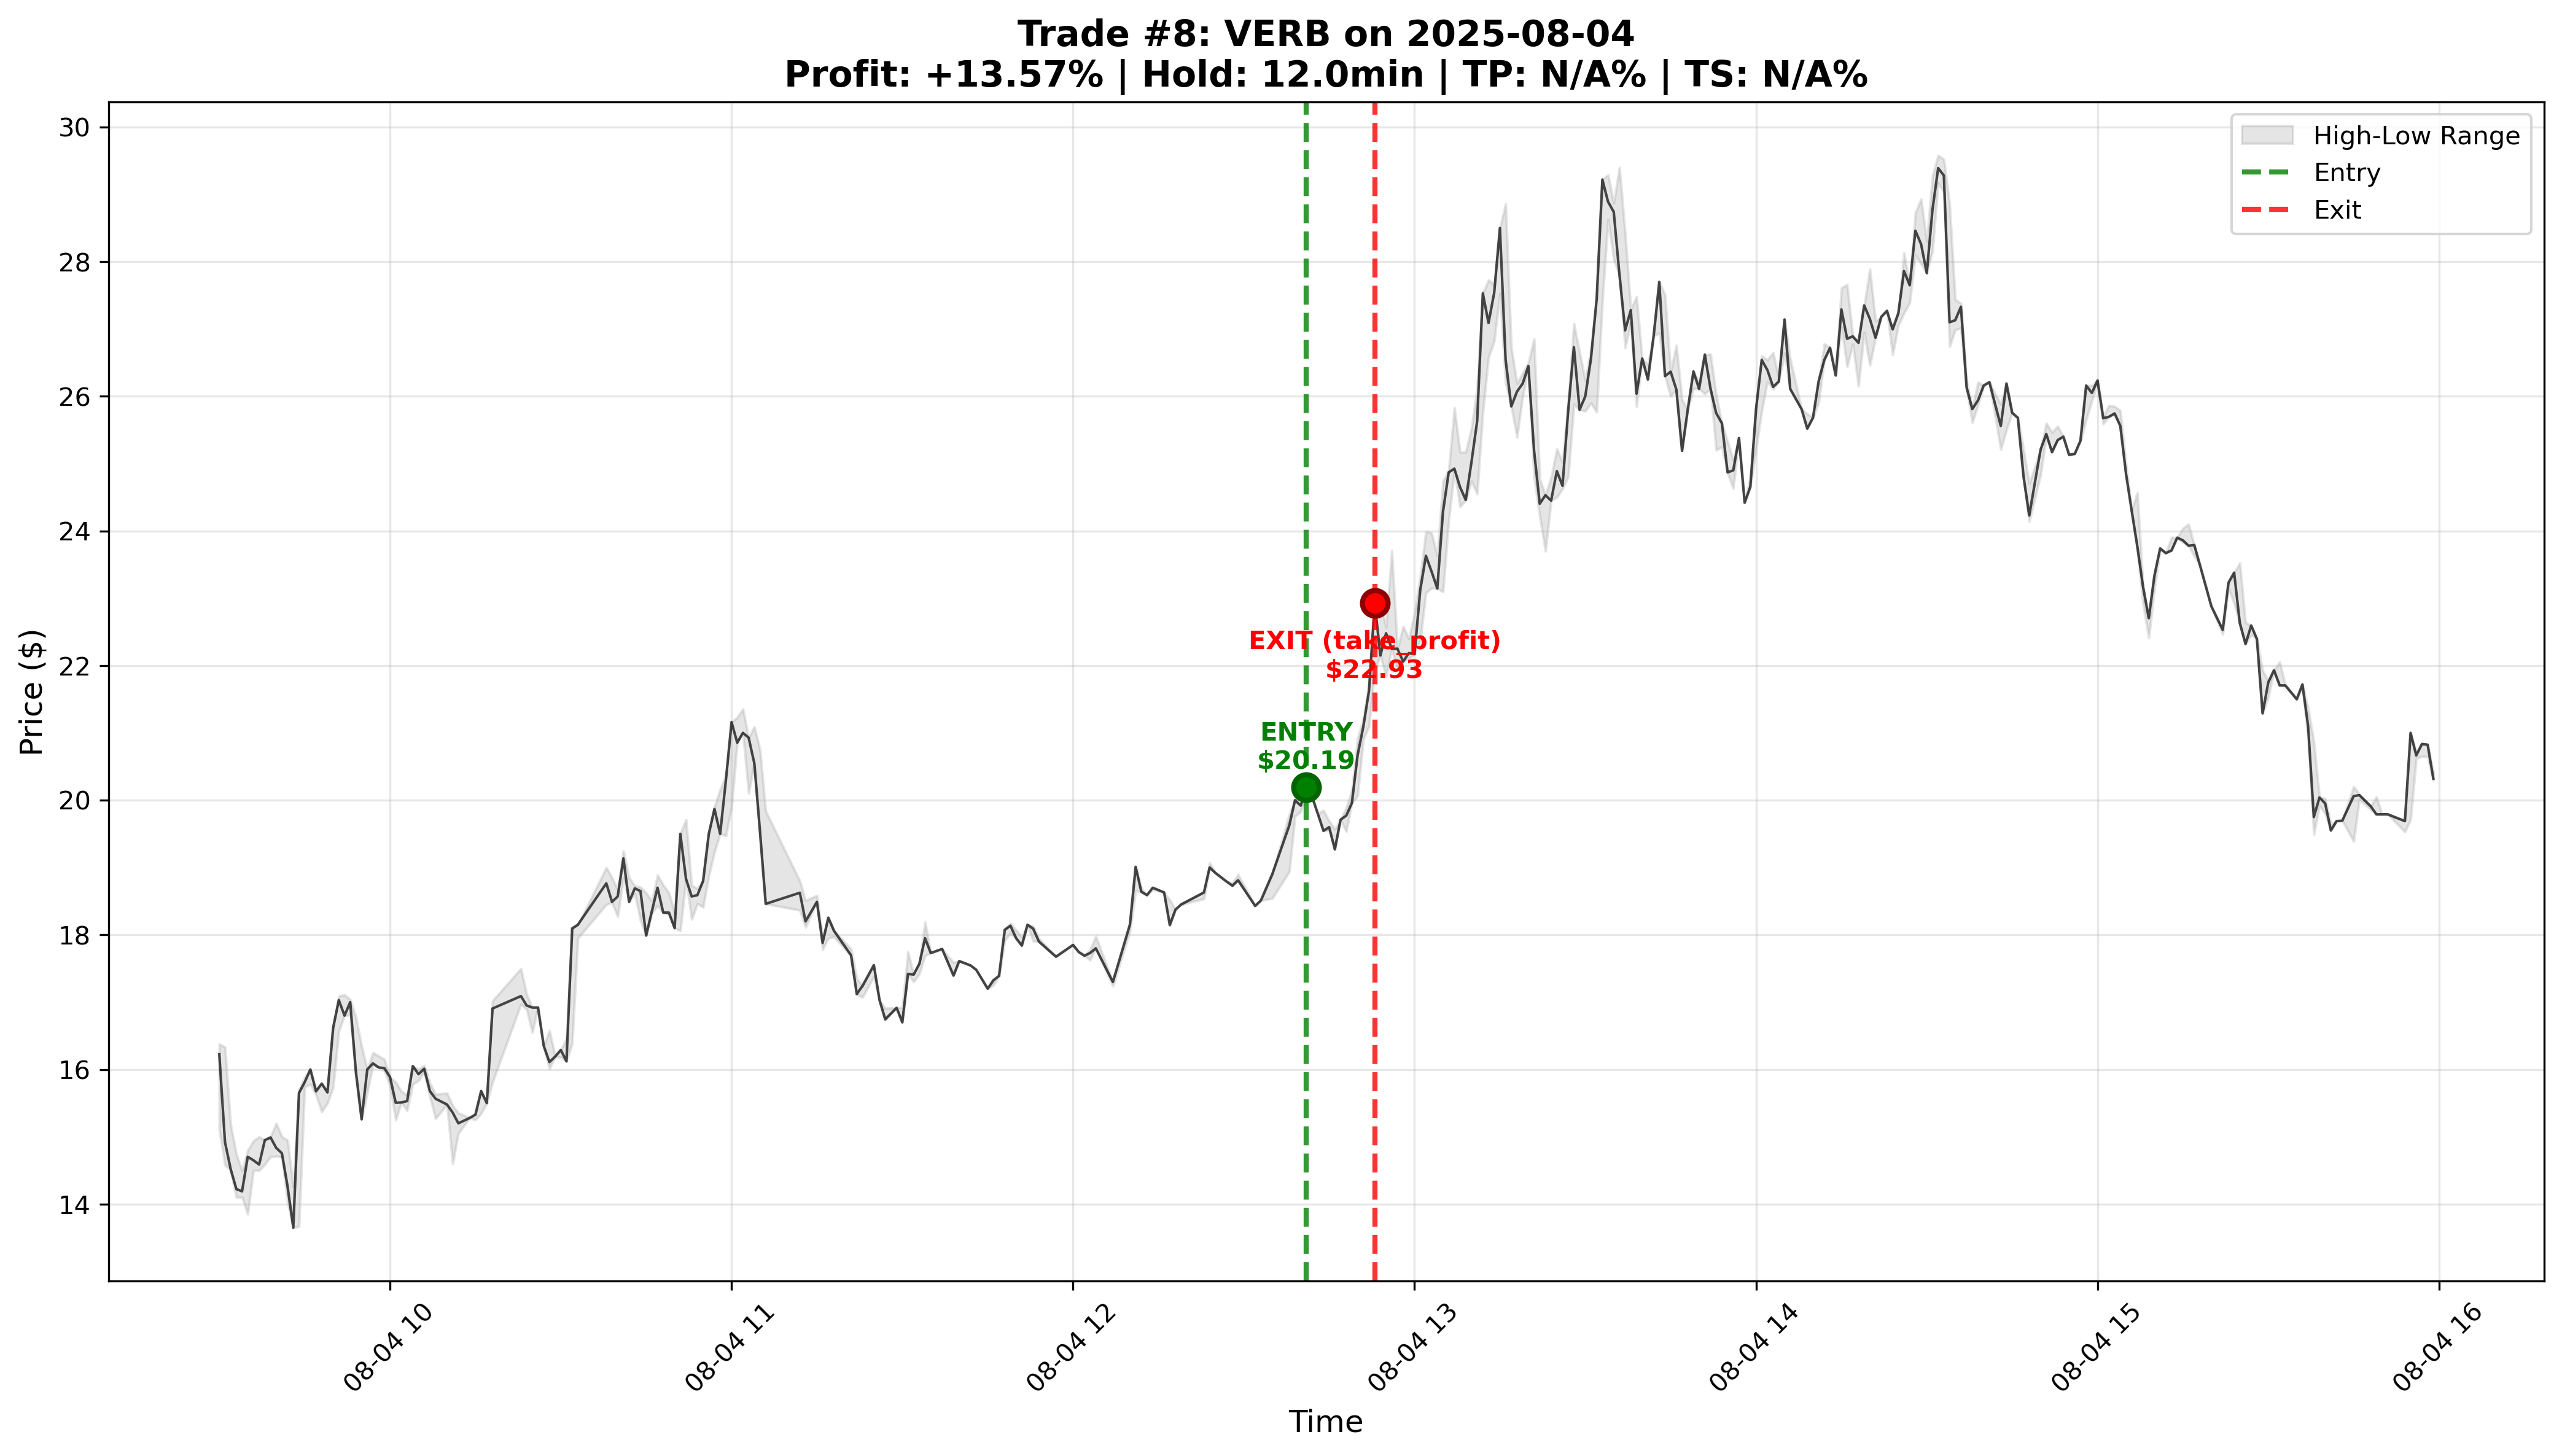 Trade #8: VERB on 2025-08-04
Profit: +13.57% | Hold: 12.0min | TP: N/A% | TS: N/A%
High-Low Range
Entry
Exit
Price ($)
30
28
26
24
22
20
18
16
14
EXIT (take_profit)
$22.93
ENTRY
$20.19
08-04 10
08-04 11
08-04 12
08-04 13
08-04 14
08-04 15
08-04 16
Time